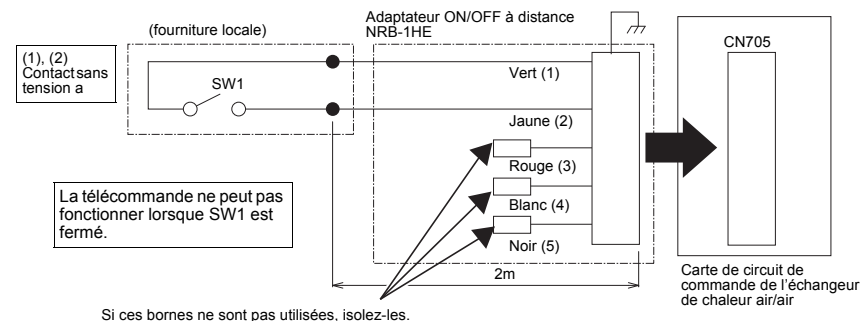 (fourniture locale)
Adaptateur ON/OFF à distance
NRB-1HE
CN705
(1), (2)
Contact sans
tension a
SW1
Vert (1)
Jaune (2)
Rouge (3)
Blanc (4)
Noir (5)
La télécommande ne peut pas
fonctionner lorsque SW1 est
fermé.
2m
Carte de circuit de
commande de l'échangeur
de chaleur air/air
Si ces bornes ne sont pas utilisées, isolez-les.